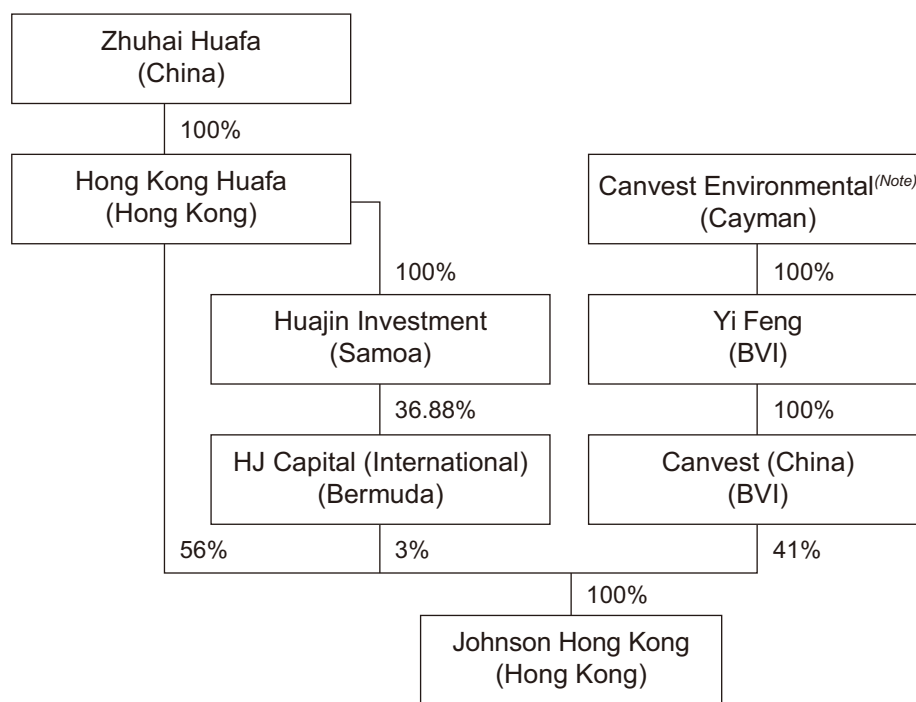 Zhuhai Huafa
(China)
100%
Hong Kong Huafa
(Hong Kong)
Canvest Environmental(Note)
(Cayman)
100%
100%
Huajin Investment
(Samoa)
Yi Feng
(BVI)
36.88%
100%
HJ Capital (International)
(Bermuda)
Canvest (China)
(BVI)
56%
3%
41%
100%
Johnson Hong Kong
(Hong Kong)